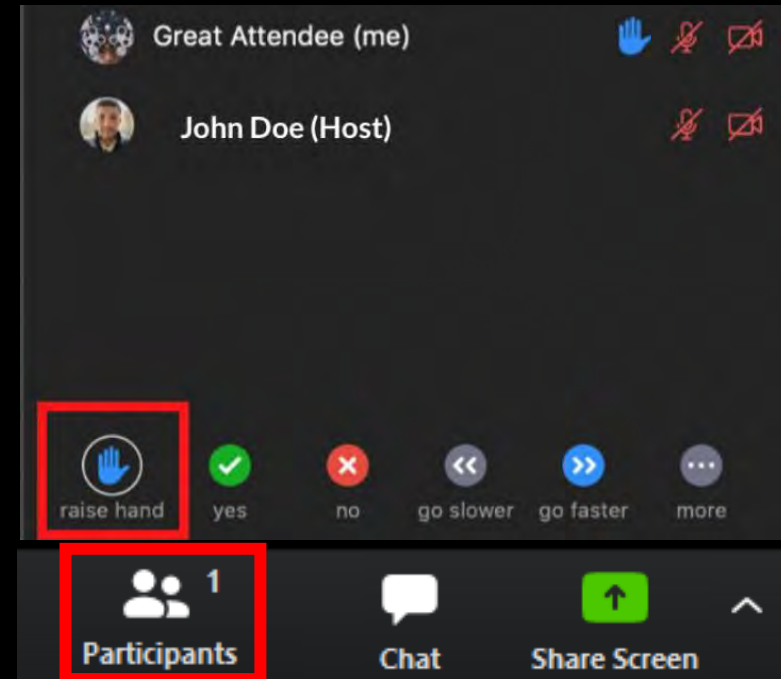 Great Attendee (me)
John Doe (Host)
raise hand yes no go slower go faster more
1
Participants Chat Share Screen